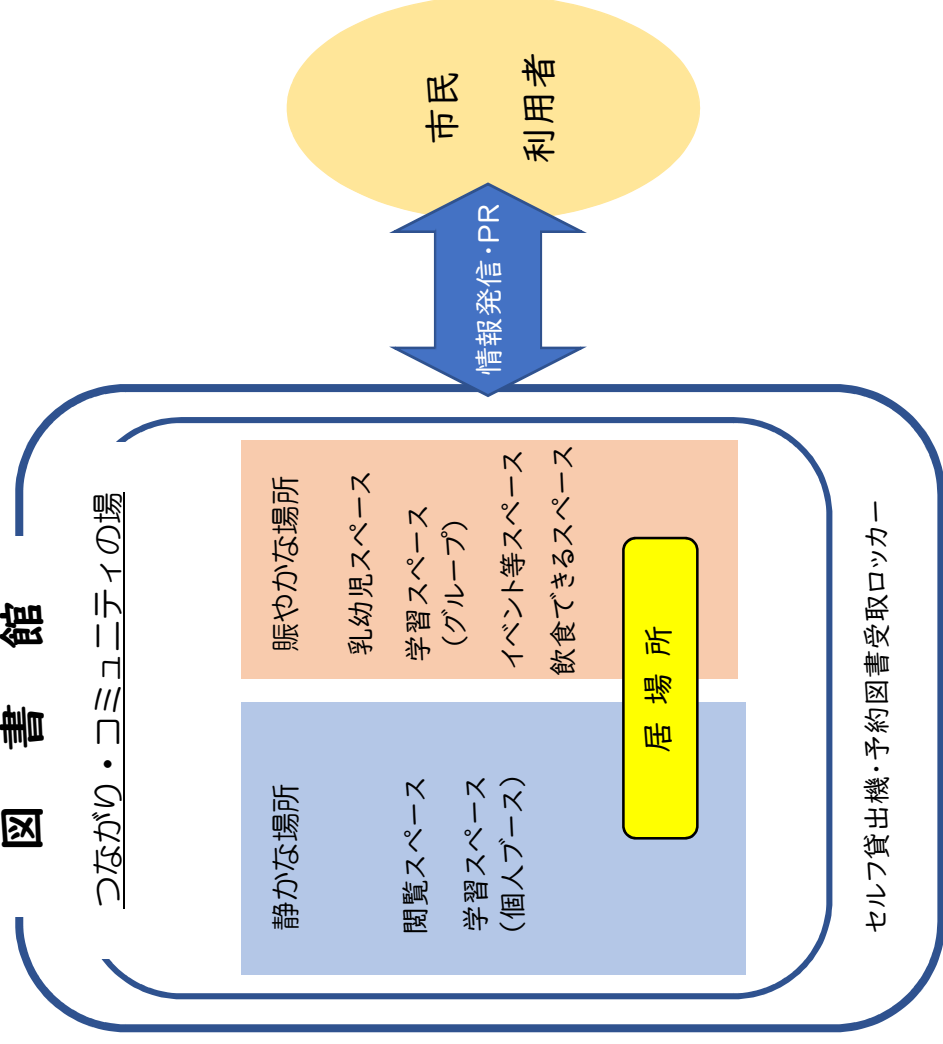 図 書 館
つながり・コミュニティの場
静かな場所
閲覧スペース
学習スペース
（個人ブース）
賑やかな場所
乳幼児スペース
学習スペース
（グループ）
イベント等スペース
飲食できるスペース
居 場 所
セルフ貸出機・予約図書受取ロッカー
情報発信・PR
市民
利用者